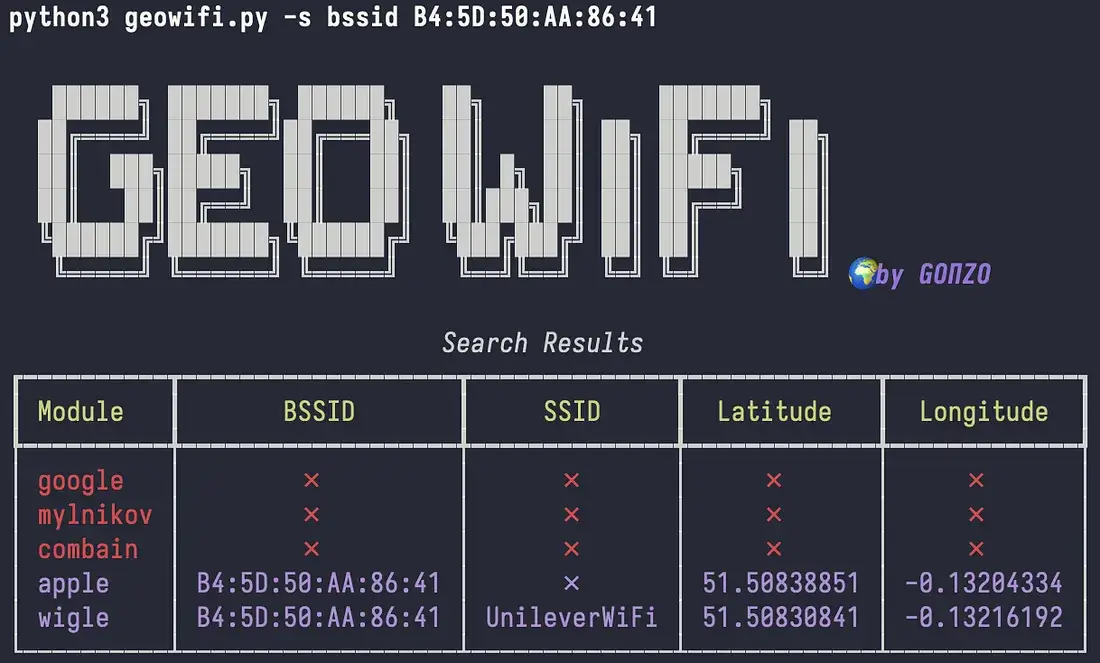 python3 geowifi.py -s bssid B4:5D:50:AA:86:41
GEO WiFi
by GONZO
Search Results
Module BSSID SSID Latitude Longitude
google × × × ×
mylnikov × × × ×
combain × × × ×
apple B4:5D:50:AA:86:41 × 51.50838851 -0.13204334
wigle B4:5D:50:AA:86:41 UnileverWiFi 51.50830841 -0.13216192